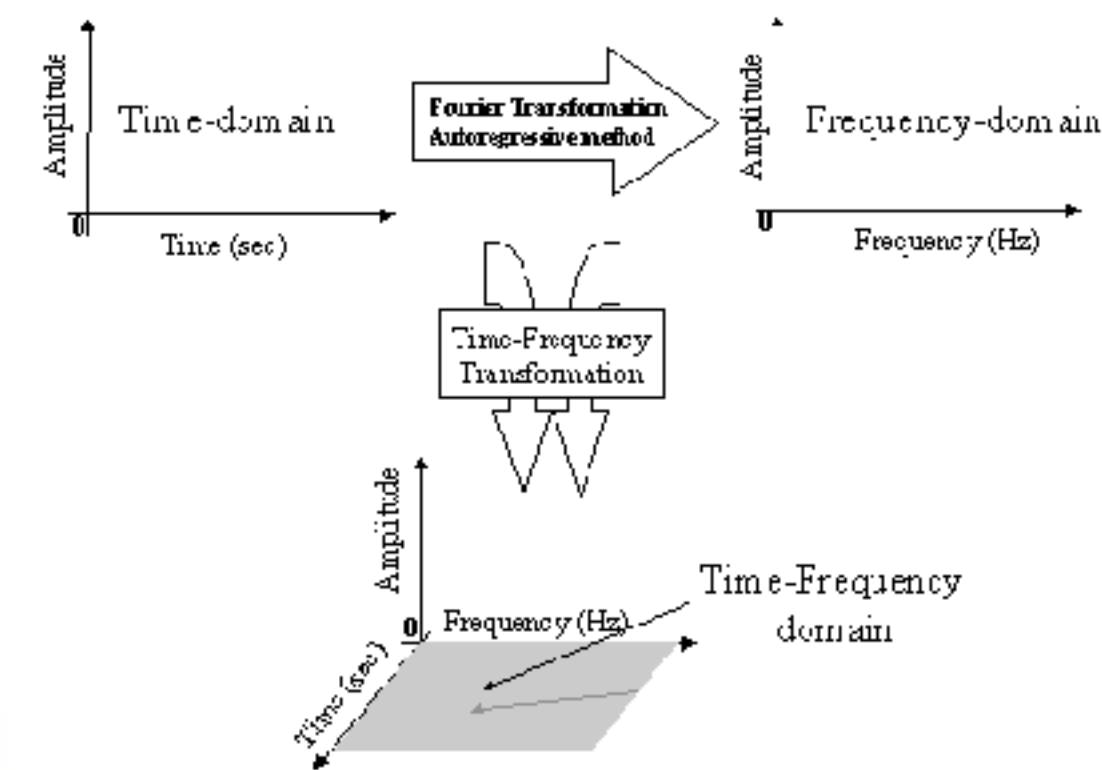 Amplitude
Time-domain
0
Time (sec)
Fourier Transformation
Autoregressive method
Amplitude
Frequency-domain
0
Frequency (Hz)
Time-Frequency
Transformation
Amplitude
0
Frequency (Hz)
Time (sec)
Time-Frequency
domain